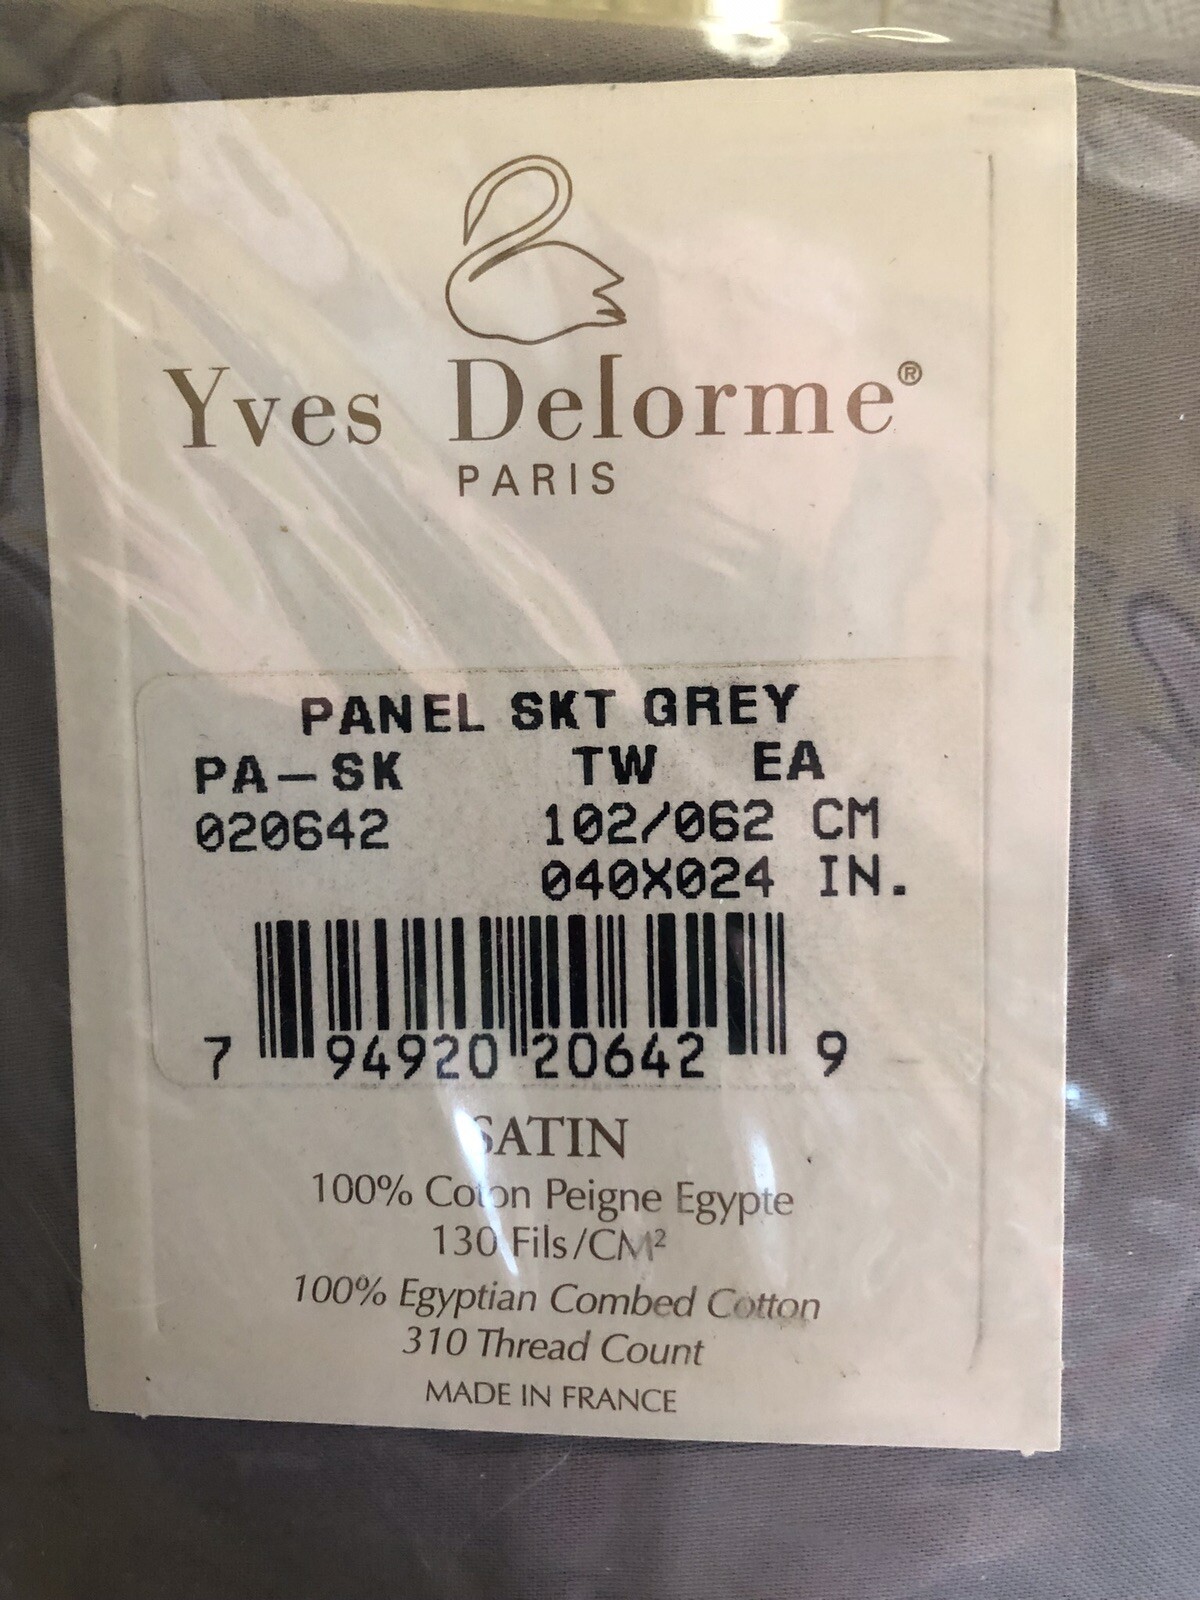 Yves Delorme®
PARIS
PANEL SKT GREY
PA-SK TW EA
020642 102/062 CM
040X024 IN.
7 94920 20642 9
SATIN
100% Coton Peigne Egypte
130 Fils/CM²
100% Egyptian Combed Cotton
310 Thread Count
MADE IN FRANCE